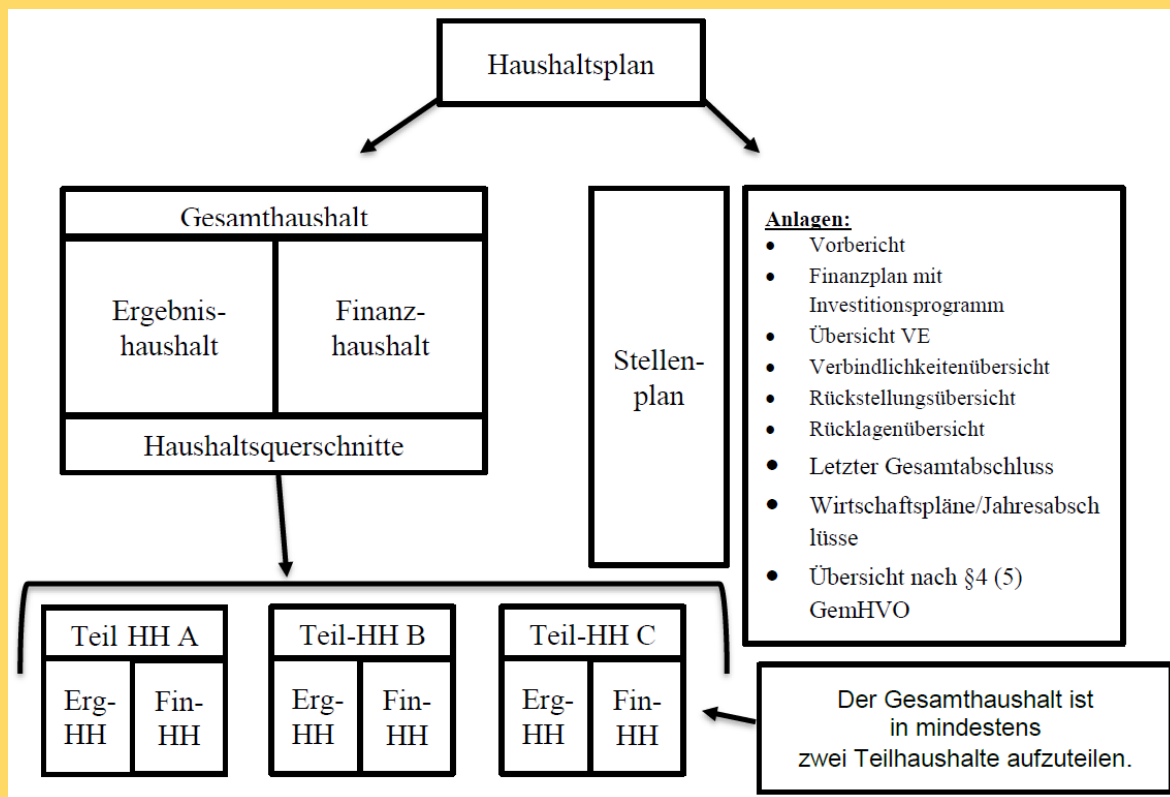 Haushaltsplan
Gesamthaushalt
Ergebnis-
haushalt
Finanz-
haushalt
Haushaltsquerschnitte
Stellen-
plan
Anlagen:
• Vorbericht
• Finanzplan mit
Investitionsprogramm
• Übersicht VE
• Verbindlichkeitenübersicht
• Rückstellungsübersicht
• Rücklagenübersicht
• Letzter Gesamtabschluss
• Wirtschaftspläne/Jahresabsch
lüsse
• Übersicht nach §4 (5)
GemHVO
Teil HH A
Erg-
HH
Fin-
HH
Teil-HH B
Erg-
HH
Fin-
HH
Teil-HH C
Erg-
HH
Fin-
HH
Der Gesamthaushalt ist
in mindestens
zwei Teilhaushalte aufzuteilen.